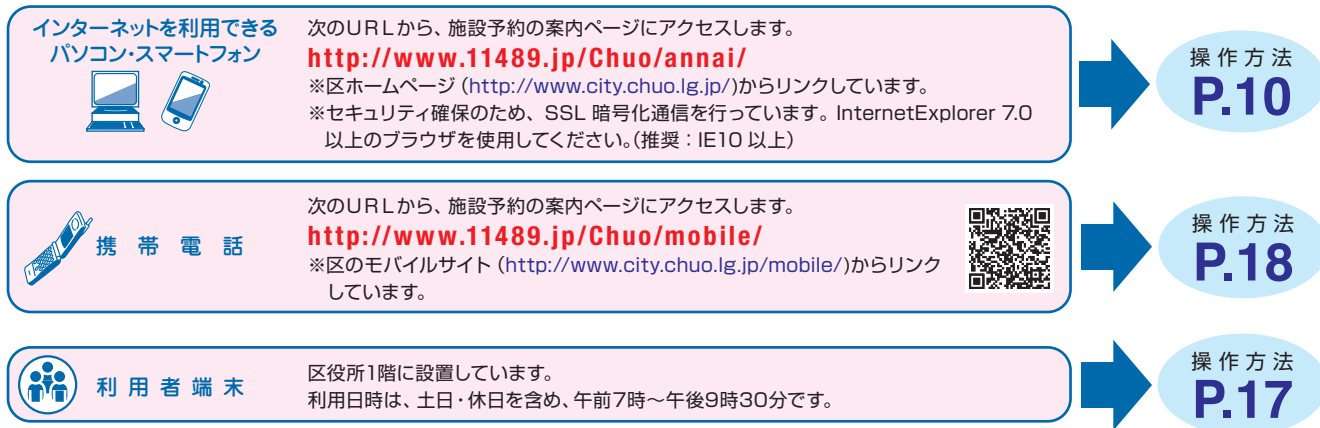 インターネットを利用できる
パソコン・スマートフォン
次のURLから、施設予約の案内ページにアクセスします。
http://www.11489.jp/Chuo/annai/
※区ホームページ (http://www.city.chuo.lg.jp/)からリンクしています。
※セキュリティ確保のため、SSL 暗号化通信を行っています。InternetExplorer 7.0
以上のブラウザを使用してください。(推奨：IE10 以上)
操作方法
P.10
携帯電話
次のURLから、施設予約の案内ページにアクセスします。
http://www.11489.jp/Chuo/mobile/
※区のモバイルサイト (http://www.city.chuo.lg.jp/mobile/)からリンク
しています。
操作方法
P.18
利用者端末
区役所1階に設置しています。
利用日時は、土日・休日を含め、午前7時～午後9時30分です。
操作方法
P.17